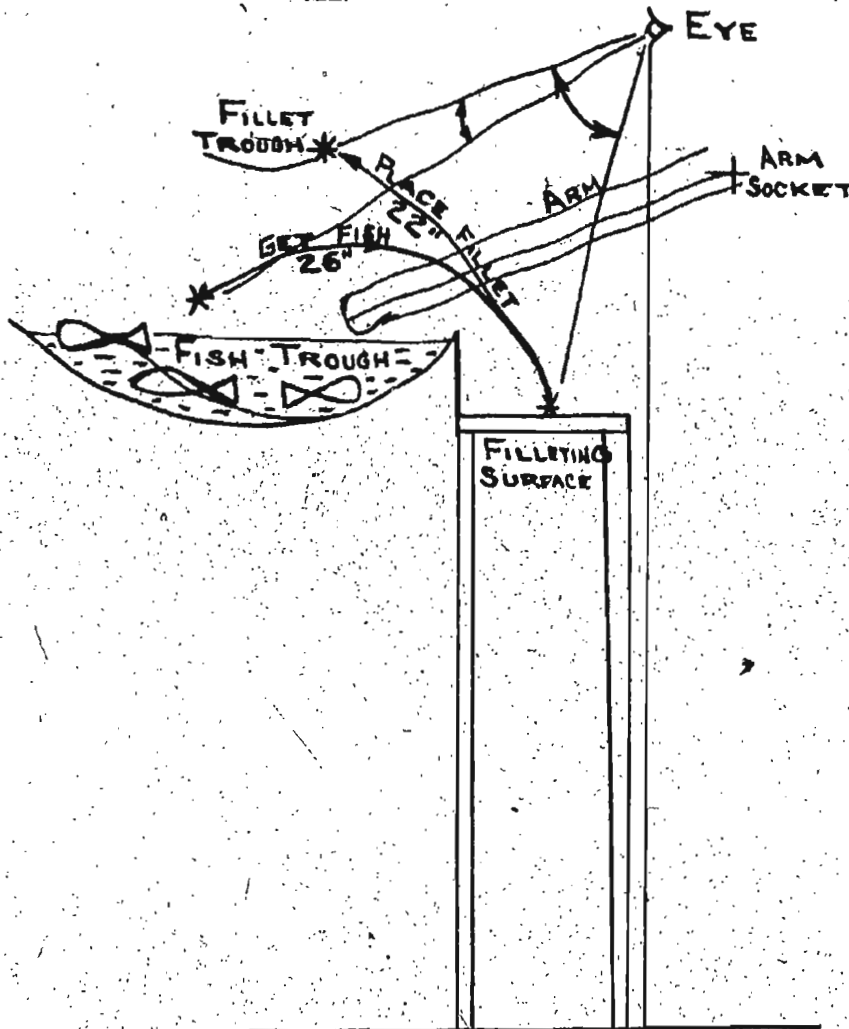 EYE
FILLET
TROUGH
ARM
SOCKET
PLACE FILLET
22"
ARM
GET FISH
26"
FISH TROUGH
FILLETING
SURFACE